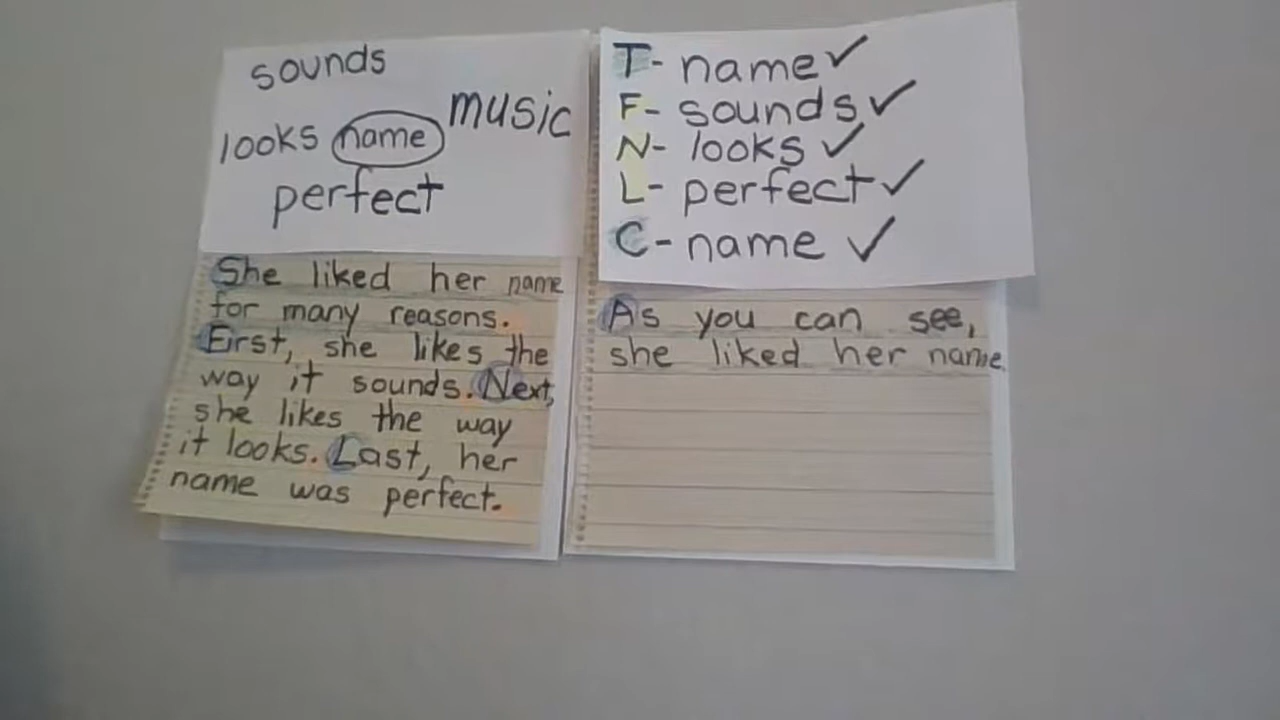 sounds
music
looks name
perfect
She liked her name
for many reasons.
First, she likes the
way it sounds. Next,
she likes the way
it looks. Last, her
name was perfect.
T- name ✓
F- sounds ✓
N- looks ✓
L- perfect ✓
C- name ✓
As you can see,
she liked her name.